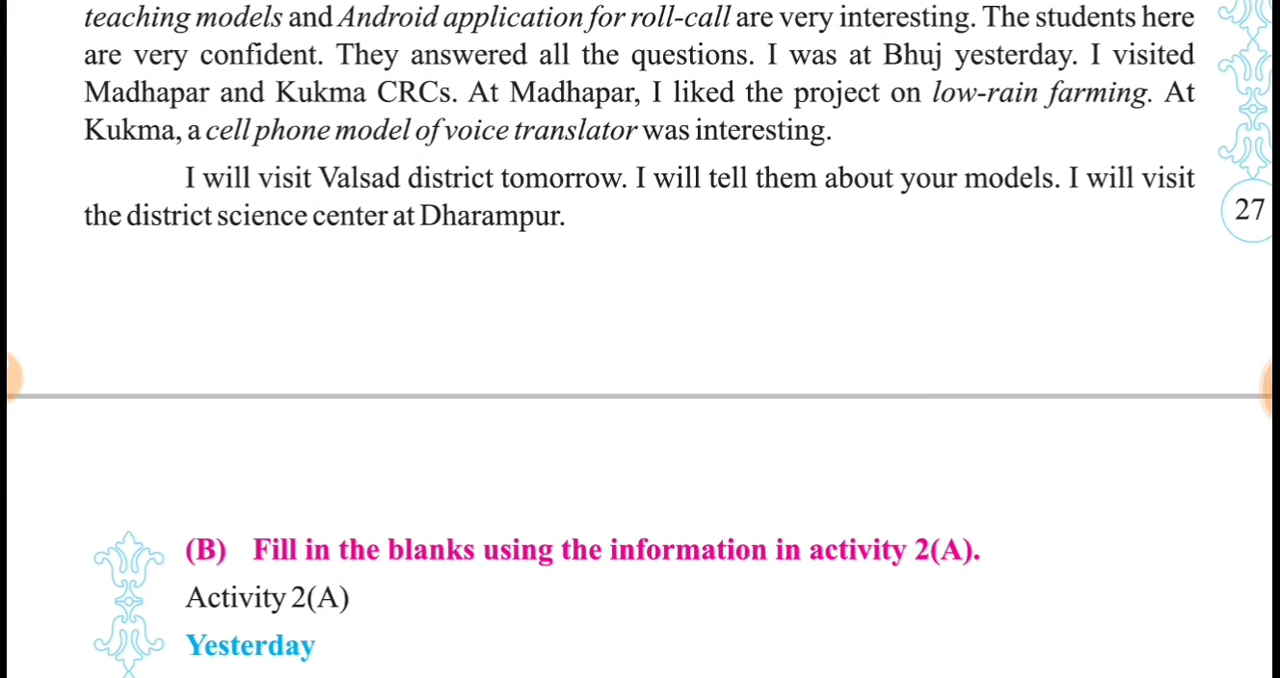 teaching models and Android application for roll-call are very interesting. The students here
are very confident. They answered all the questions. I was at Bhuj yesterday. I visited
Madhapar and Kukma CRCs. At Madhapar, I liked the project on low-rain farming. At
Kukma, a cell phone model of voice translator was interesting.
I will visit Valsad district tomorrow. I will tell them about your models. I will visit
the district science center at Dharampur.
27
(B) Fill in the blanks using the information in activity 2(A).
Activity 2(A)
Yesterday